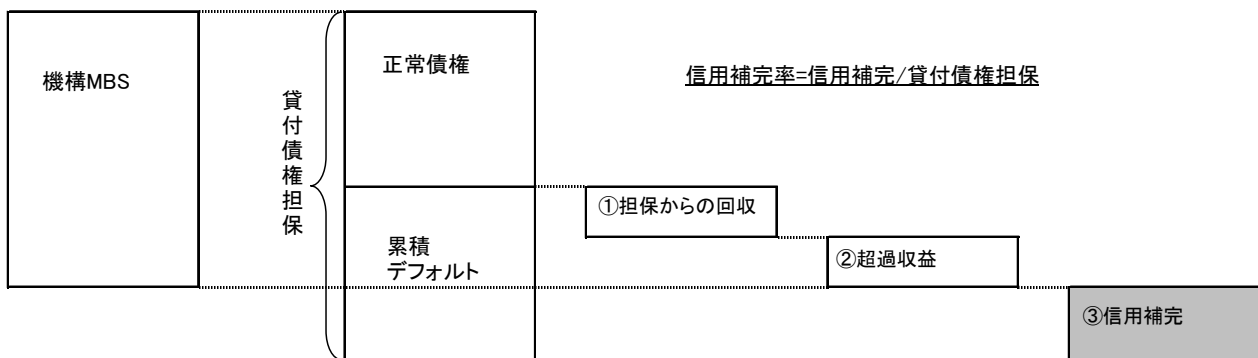 機構MBS
貸付債権担保
正常債権
信用補完率=信用補完/貸付債権担保
累積
デフォルト
①担保からの回収
②超過収益
③信用補完